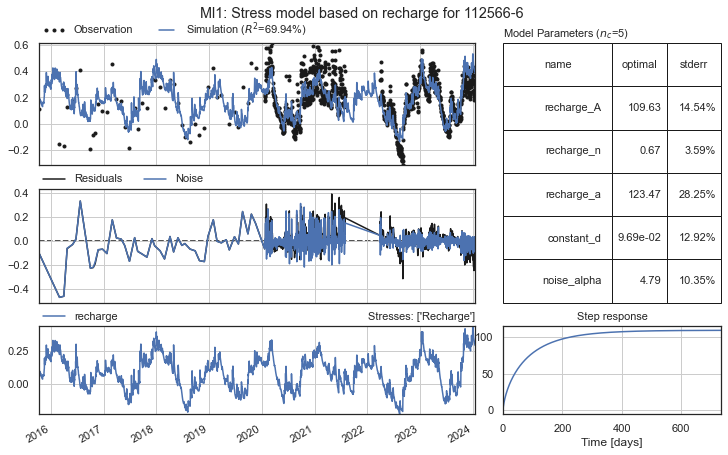 Ml1: Stress model based on recharge for 112566-6
Observation Simulation (R²=69.94%)
0.6
0.4
0.2
0.0
−0.2
Residuals Noise
0.4
0.2
0.0
−0.2
−0.4
recharge Stresses: ['Recharge']
0.25
0.00
2016 2017 2018 2019 2020 2021 2022 2023 2024
Model Parameters (nc=5)
name optimal stderr
recharge_A 109.63 14.54%
recharge_n 0.67 3.59%
recharge_a 123.47 28.25%
constant_d 9.69e-02 12.92%
noise_alpha 4.79 10.35%
Step response
100
50
0
0 200 400 600
Time [days]